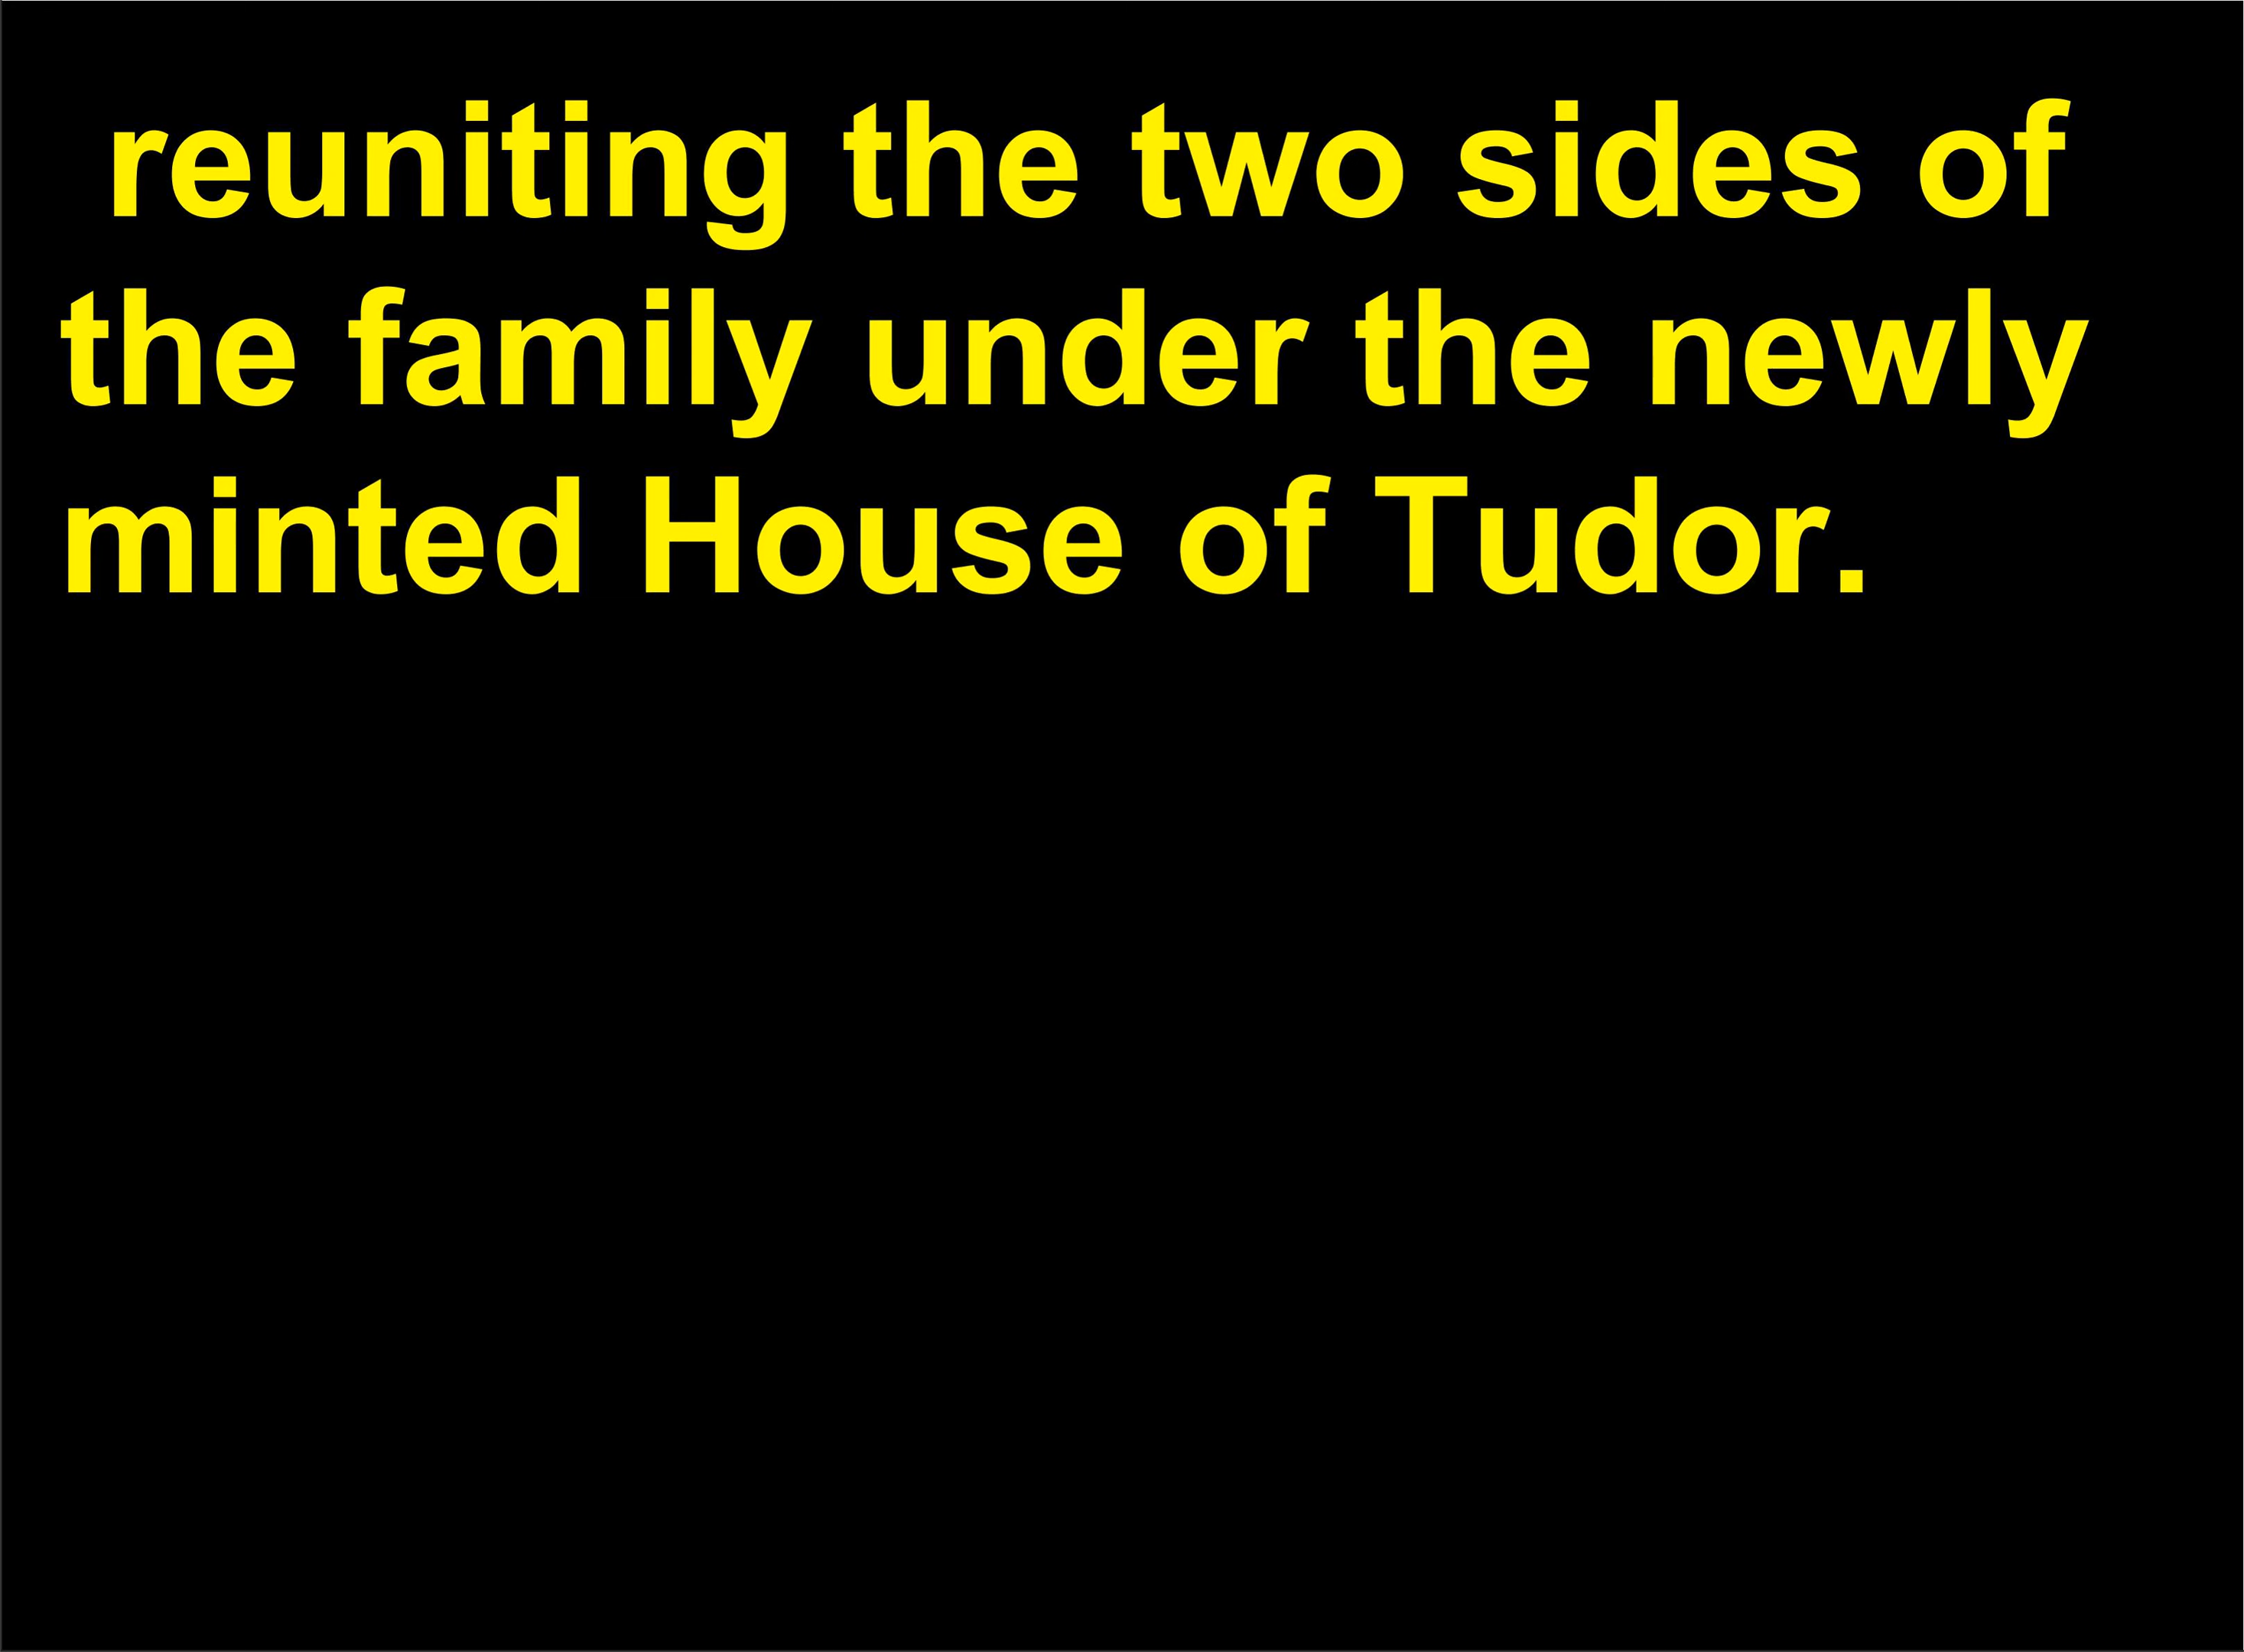 reuniting the two sides of
the family under the newly
minted House of Tudor.